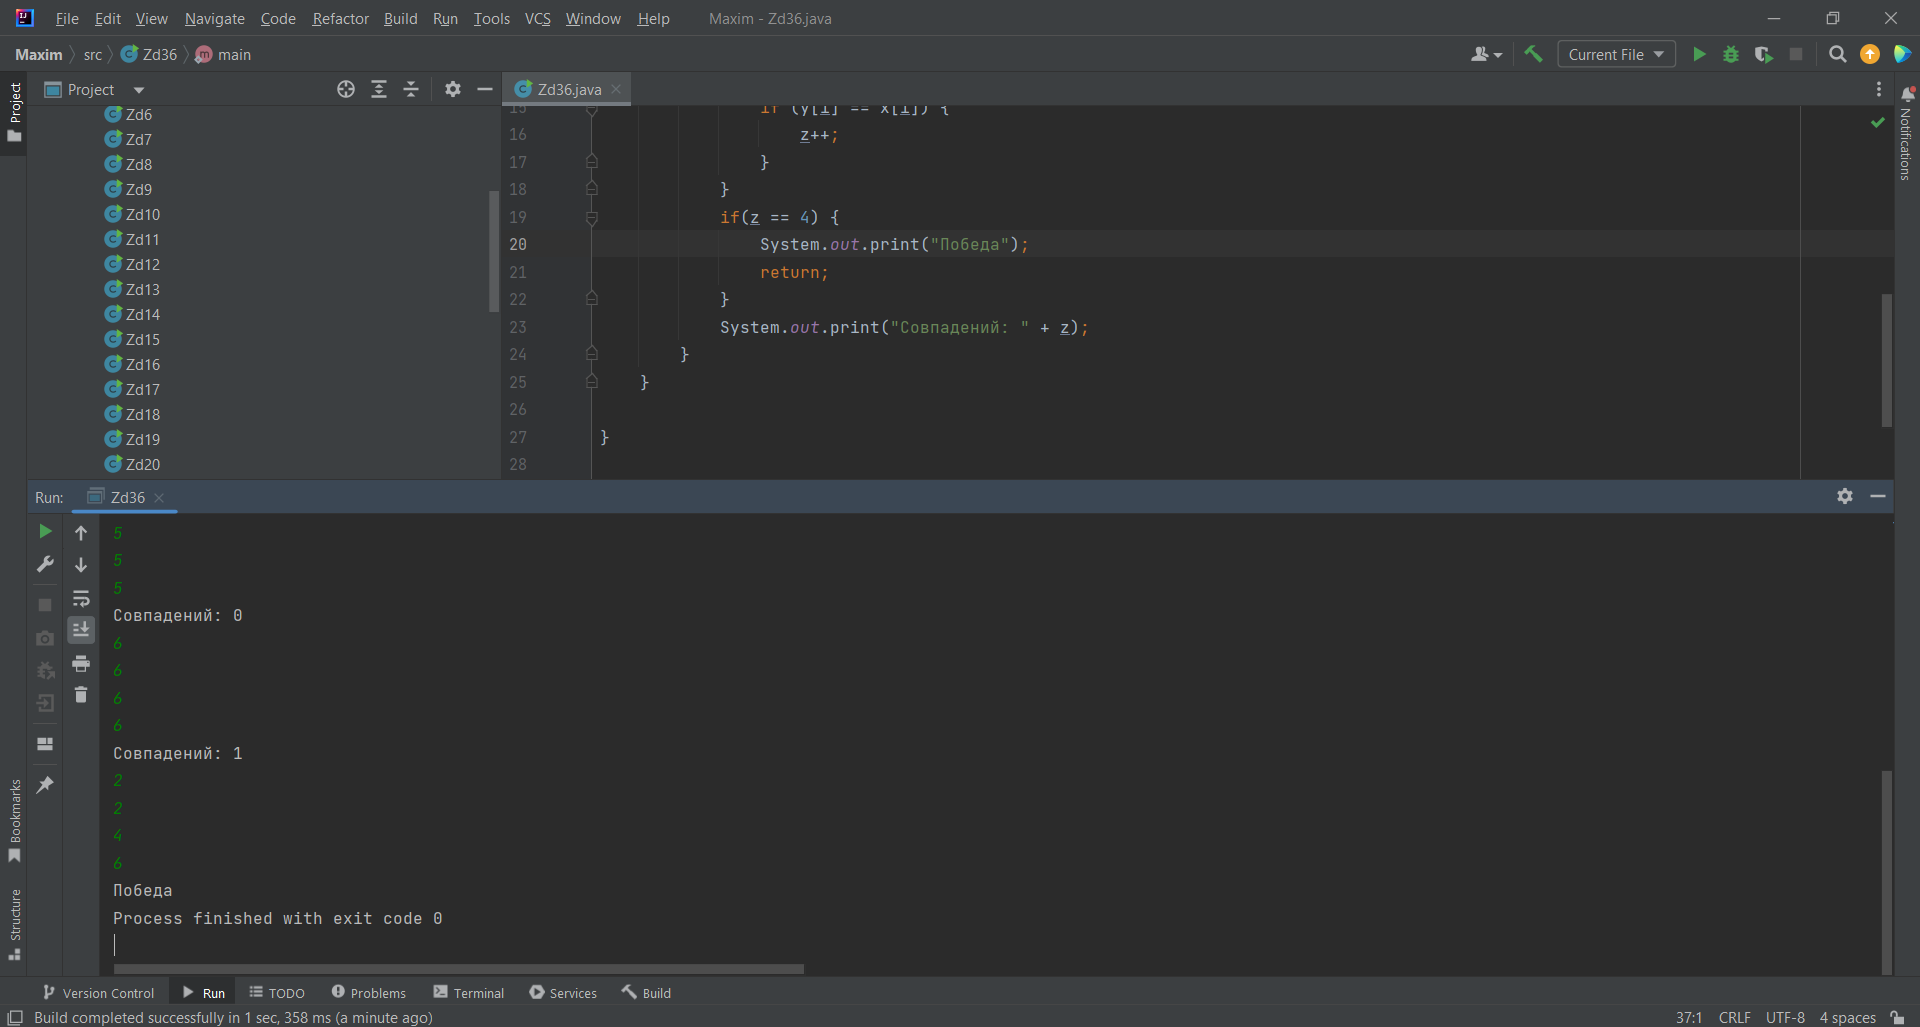 File Edit View Navigate Code Refactor Build Run Tools VCS Window Help Maxim - Zd36.java
Maxim src Zd36 main Current File
Project Project Zd36.java
Notifications
Zd6
Zd7
Zd8
Zd9
Zd10
Zd11
Zd12
Zd13
Zd14
Zd15
Zd16
Zd17
Zd18
Zd19
Zd20
15 if (y[i] == x[i]) {
16 z++;
17 }
18 }
19 if(z == 4) {
20 System.out.print("Победа");
21 return;
22 }
23 System.out.print("Совпадений: " + z);
24 }
25 }
26
27 }
28
Run: Zd36
5
5
5
Совпадений: 0
6
6
6
6
Совпадений: 1
2
2
4
6
Победа
Process finished with exit code 0
Bookmarks
Structure
Version Control Run TODO Problems Terminal Services Build
Build completed successfully in 1 sec, 358 ms (a minute ago) 37:1 CRLF UTF-8 4 spaces